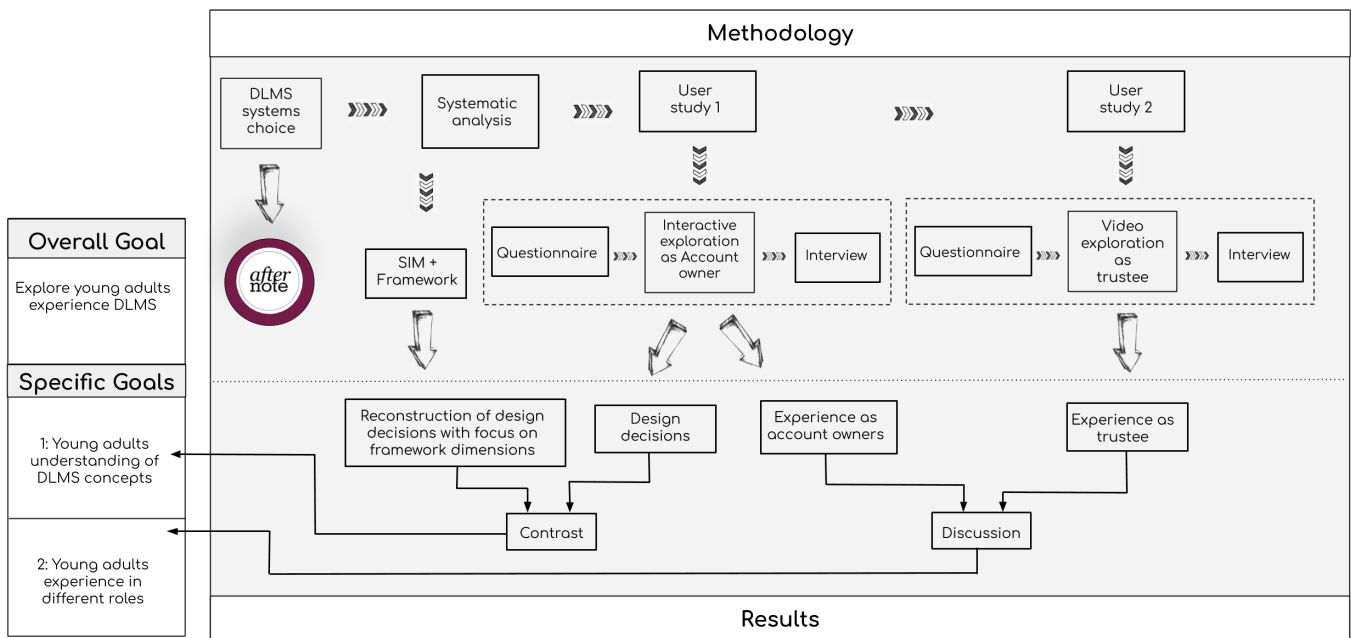 Methodology
DLMS
systems
choice
Systematic
analysis
User
study 1
User
study 2
Overall Goal
Explore young adults
experience DLMS
after
note
SIM +
Framework
Questionnaire
Interactive
exploration
as Account
owner
Interview
Questionnaire
Video
exploration
as
trustee
Interview
Specific Goals
1: Young adults
understanding of
DLMS concepts
2: Young adults
experience in
different roles
Reconstruction of design
decisions with focus on
framework dimensions
Design
decisions
Experience as
account owners
Experience as
trustee
Contrast
Discussion
Results